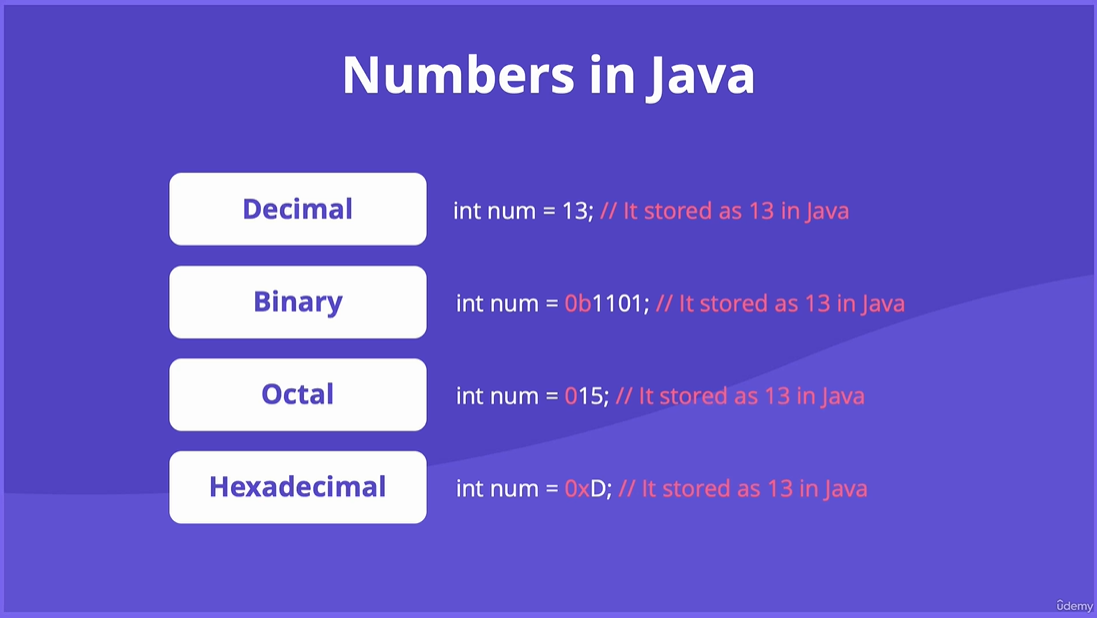 Numbers in Java
Decimal
int num = 13; // It stored as 13 in Java
Binary
int num = 0b1101; // It stored as 13 in Java
Octal
int num = 015; // It stored as 13 in Java
Hexadecimal
int num = 0xD; // It stored as 13 in Java
ûdemy